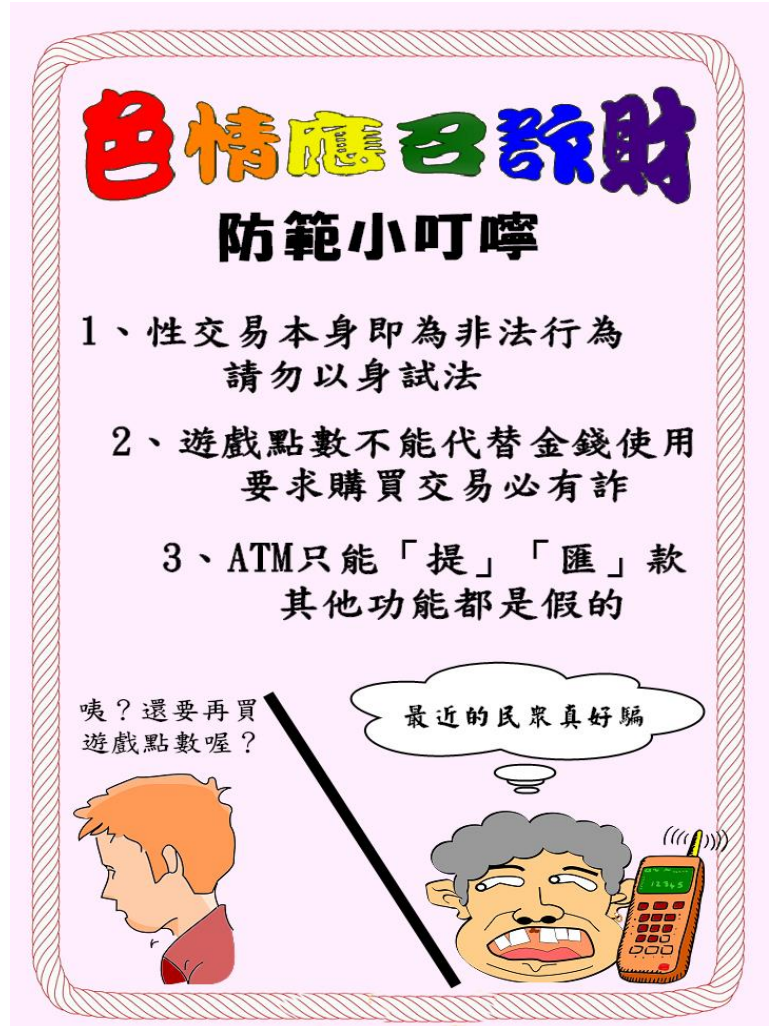 色情應召詐財
防範小叮嚀
1、性交易本身即為非法行為
請勿以身試法
2、遊戲點數不能代替金錢使用
要求購買交易必有詐
3、ATM只能「提」「匯」款
其他功能都是假的
咦？還要再買
遊戲點數喔？
最近的民眾真好騙
12345